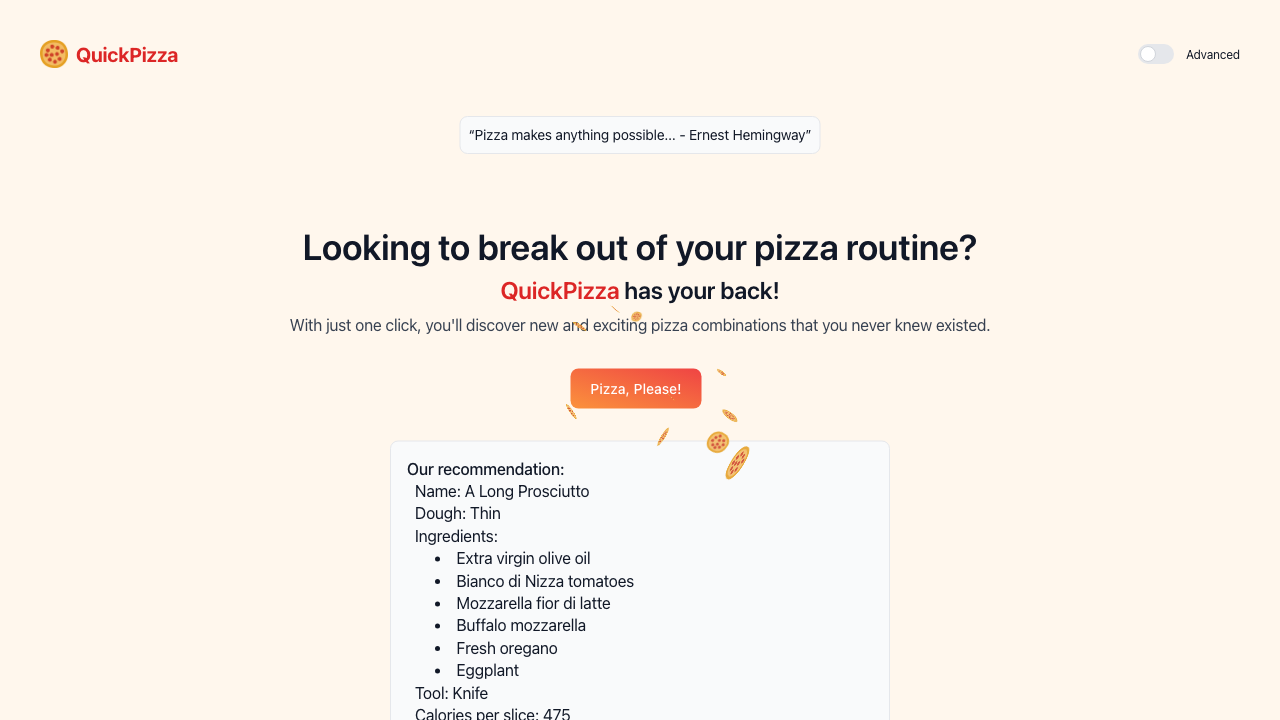 QuickPizza
Advanced
“Pizza makes anything possible... - Ernest Hemingway”
Looking to break out of your pizza routine?
QuickPizza has your back!
With just one click, you'll discover new and exciting pizza combinations that you never knew existed.
Pizza, Please!
Our recommendation:
Name: A Long Prosciutto
Dough: Thin
Ingredients:
• Extra virgin olive oil
• Bianco di Nizza tomatoes
• Mozzarella fior di latte
• Buffalo mozzarella
• Fresh oregano
• Eggplant
Tool: Knife
Calories per slice: 475